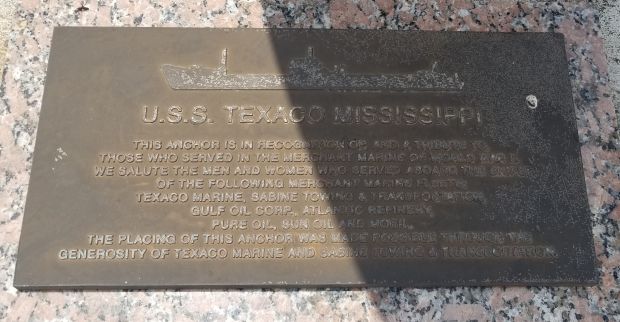 U.S.S. TEXACO MISSISSIPPI
THIS ANCHOR IS IN RECOGNITION OF AND A TRIBUTE TO
THOSE WHO SERVED IN THE MERCHANT MARINE OF WORLD WAR II.
WE SALUTE THE MEN AND WOMEN WHO SERVED ABOARD THE
OF THE FOLLOWING MERCHANT MARINE FLEETS:
TEXACO MARINE, SABINE TOWING & TRANSPORTATION,
GULF OIL CORP., ATLANTIC REFINERY,
PURE OIL, SUN OIL AND MOBIL.
THE PLACING OF THIS ANCHOR WAS MADE POSSIBLE THROUGH THE
GENEROSITY OF TEXACO MARINE AND SABINE TOWING & TRANSPORTATION.